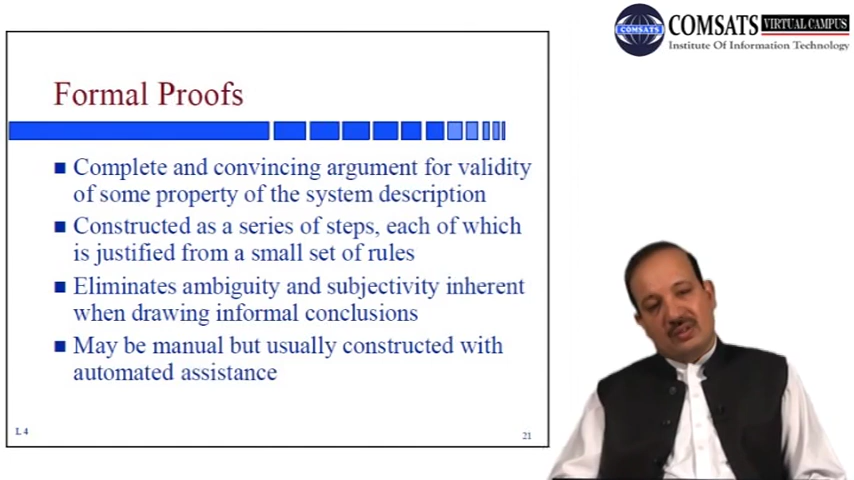 COMSATS VIRTUAL CAMPUS
COMSATS
Institute Of Information Technology
Formal Proofs
Complete and convincing argument for validity
of some property of the system description
Constructed as a series of steps, each of which
is justified from a small set of rules
Eliminates ambiguity and subjectivity inherent
when drawing informal conclusions
May be manual but usually constructed with
automated assistance
L 4
21